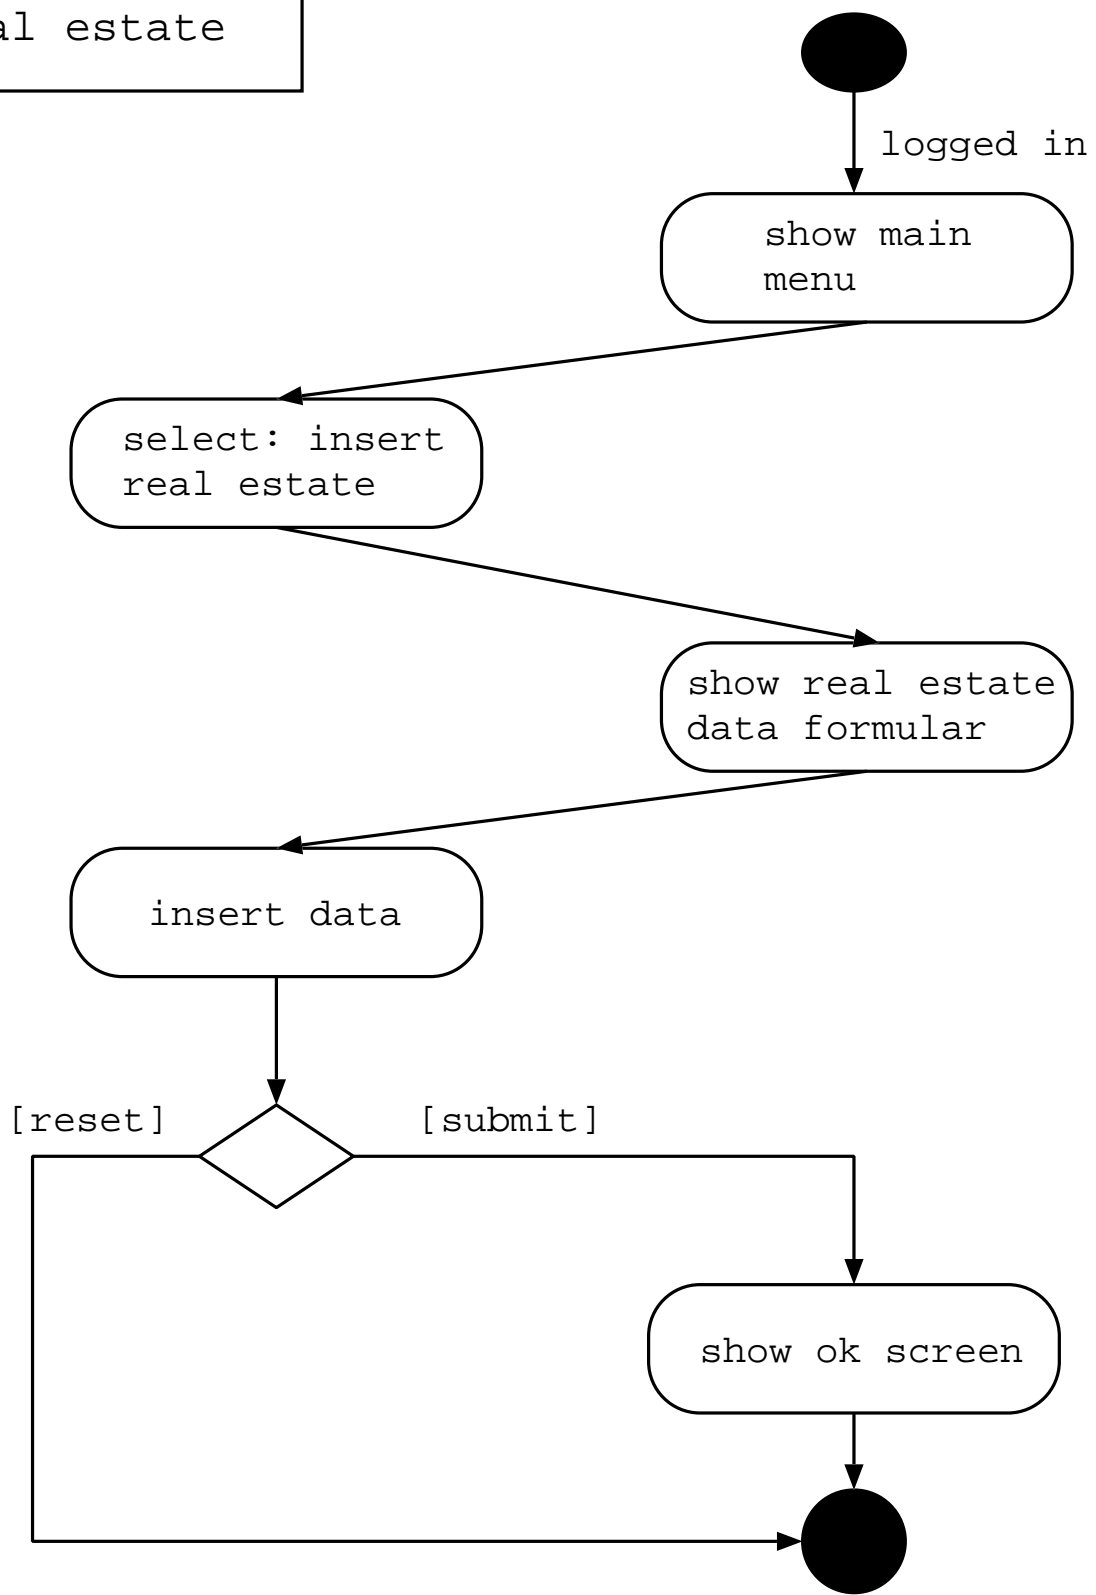 al estate
logged in
show main
menu
select: insert
real estate
show real estate
data formular
insert data
[reset]
[submit]
show ok screen